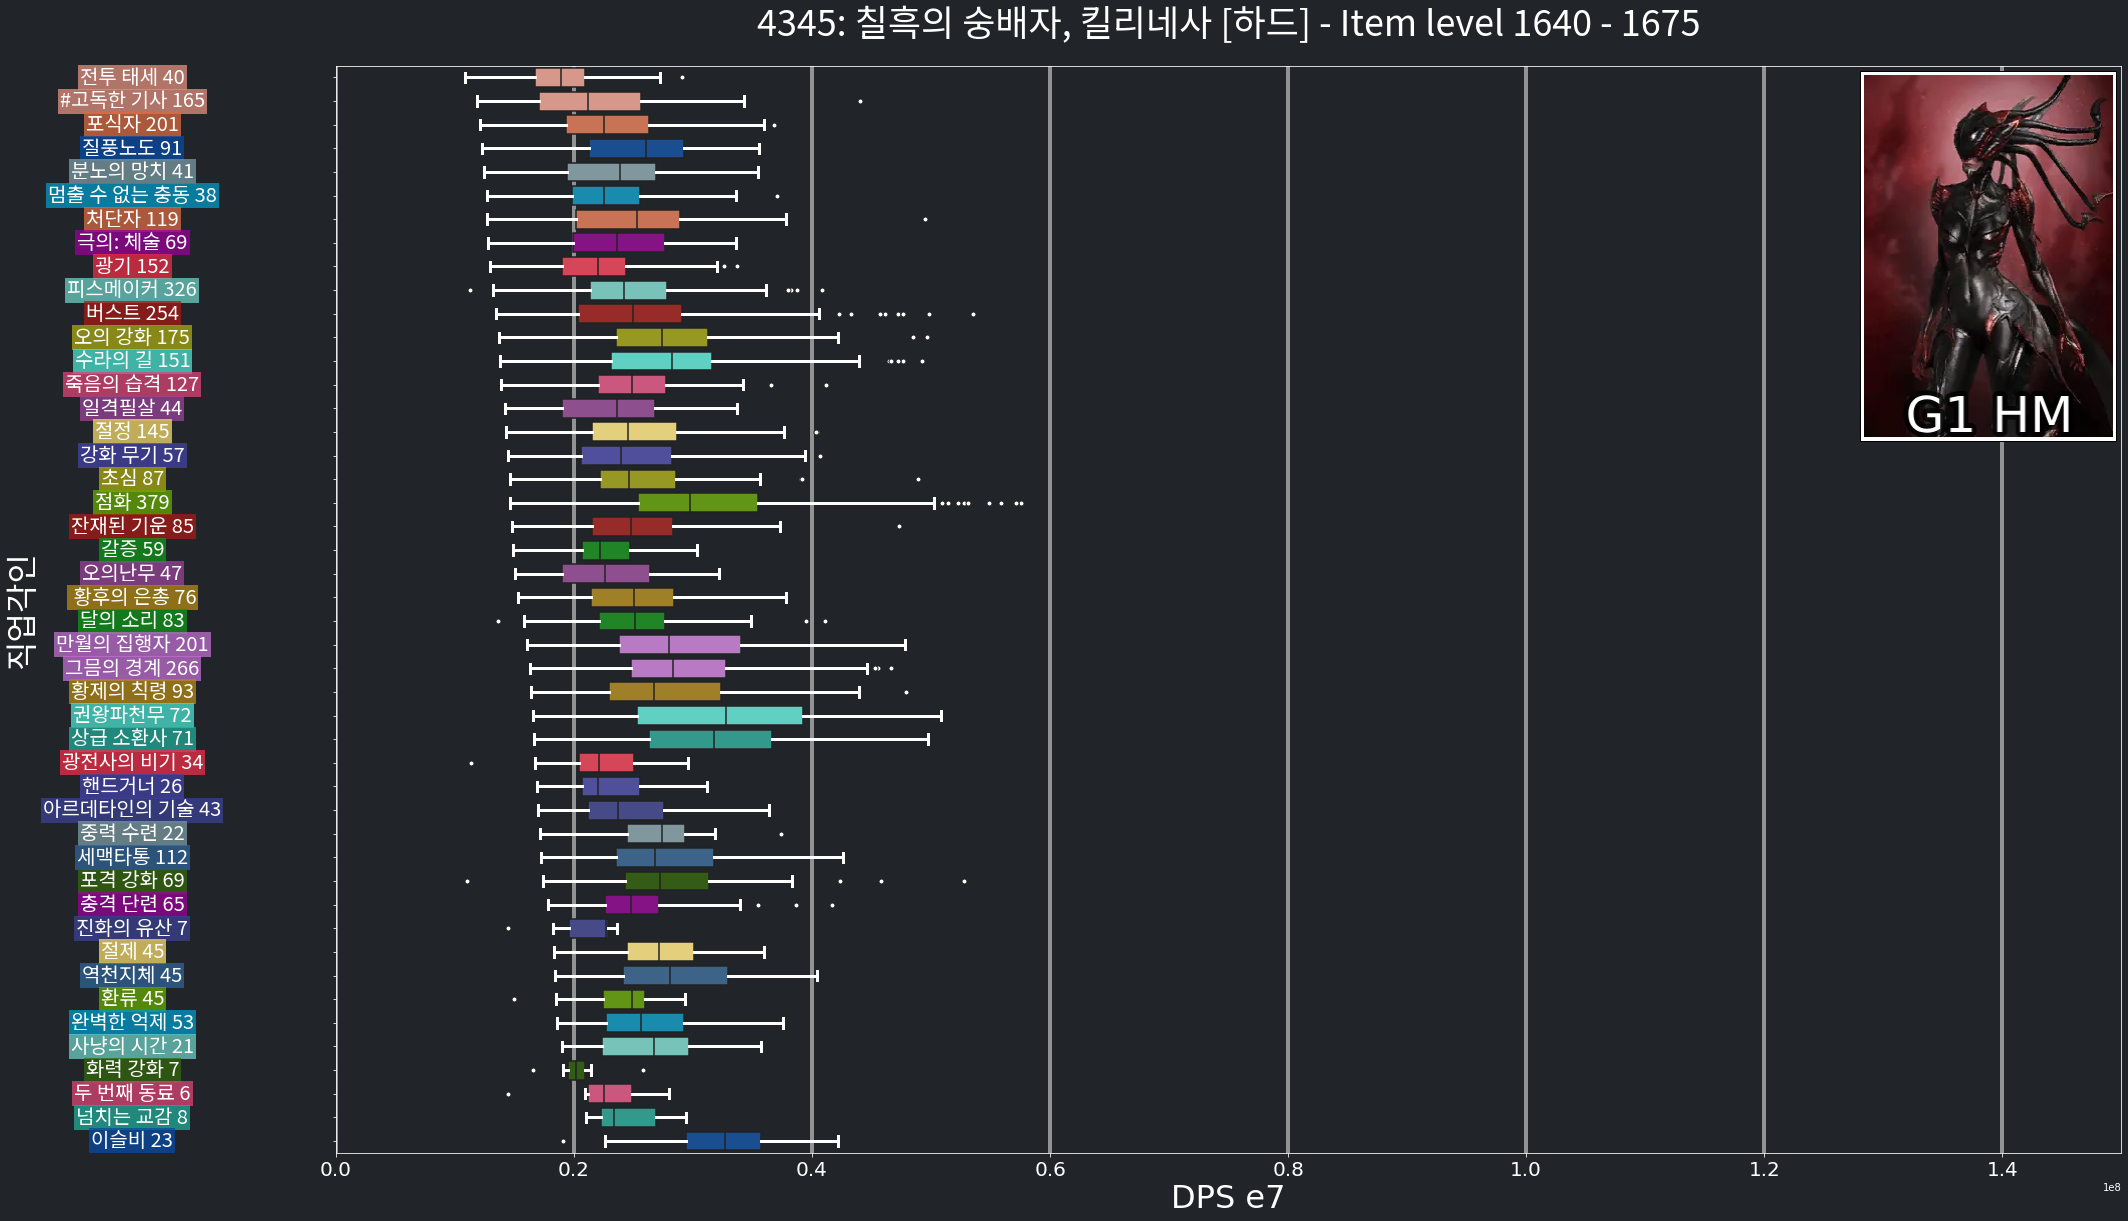 4345: 칠흑의 숭배자, 킬리네사 [하드] - Item level 1640 - 1675
직업각인
전투 태세 40
#고독한 기사 165
포식자 201
질풍노도 91
분노의 망치 41
멈출 수 없는 충동 38
처단자 119
극의: 체술 69
광기 152
피스메이커 326
버스트 254
오의 강화 175
수라의 길 151
죽음의 습격 127
일격필살 44
절정 145
강화 무기 57
초심 87
점화 379
잔재된 기운 85
갈증 59
오의난무 47
황후의 은총 76
달의 소리 83
만월의 집행자 201
그믐의 경계 266
황제의 칙령 93
권왕파천무 72
상급 소환사 71
광전사의 비기 34
핸드거너 26
아르데타인의 기술 43
중력 수련 22
세맥타통 112
포격 강화 69
충격 단련 65
진화의 유산 7
절제 45
역천지체 45
환류 45
완벽한 억제 53
사냥의 시간 21
화력 강화 7
두 번째 동료 6
넘치는 교감 8
이슬비 23
G1 HM
0.0 0.2 0.4 0.6 0.8 1.0 1.2 1.4
1e8
DPS e7